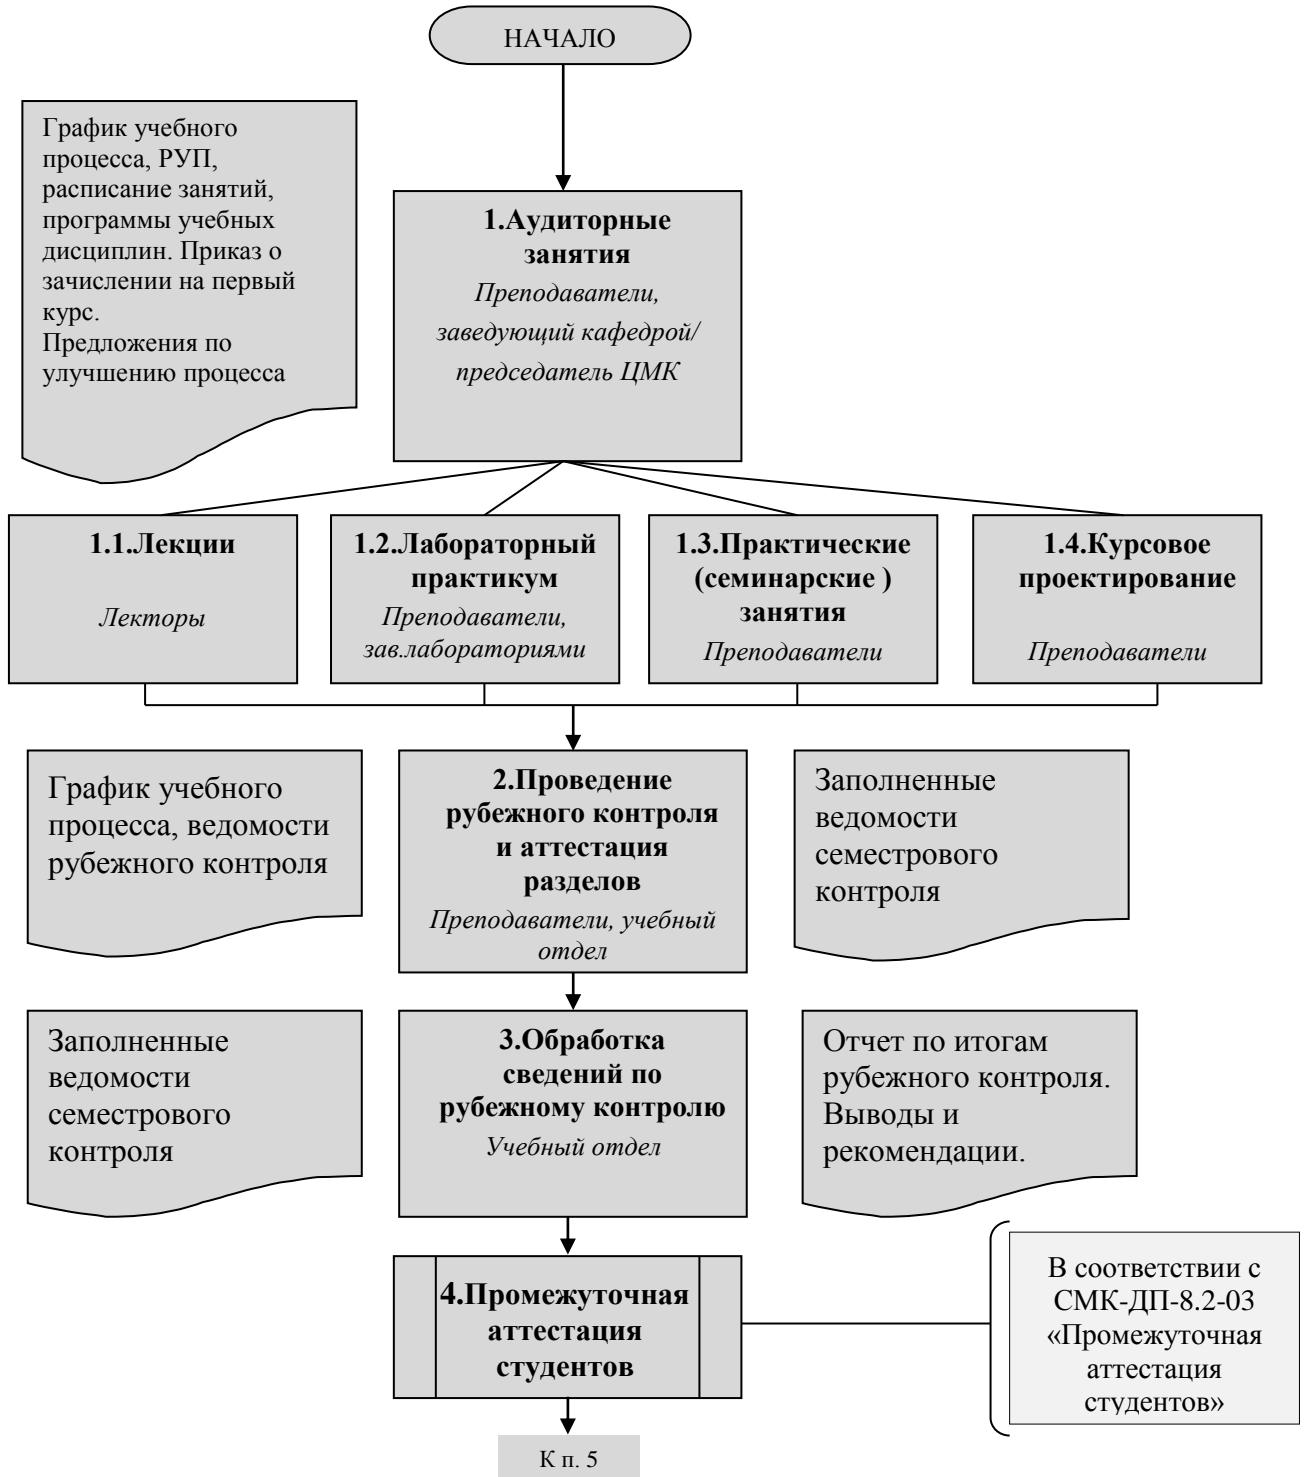 НАЧАЛО
График учебного
процесса, РУП,
расписание занятий,
программы учебных
дисциплин. Приказ о
зачислении на первый
курс.
Предложения по
улучшению процесса
1.Аудиторные
занятия
Преподаватели,
заведующий кафедрой/
председатель ЦМК
1.1.Лекции
Лекторы
1.2.Лабораторный
практикум
Преподаватели,
зав.лабораториями
1.3.Практические
(семинарские )
занятия
Преподаватели
1.4.Курсовое
проектирование
Преподаватели
График учебного
процесса, ведомости
рубежного контроля
2.Проведение
рубежного контроля
и аттестация
разделов
Преподаватели, учебный
отдел
Заполненные
ведомости
семестрового
контроля
Заполненные
ведомости
семестрового
контроля
3.Обработка
сведений по
рубежному контролю
Учебный отдел
Отчет по итогам
рубежного контроля.
Выводы и
рекомендации.
4.Промежуточная
аттестация
студентов
В соответствии с
СМК-ДП-8.2-03
«Промежуточная
аттестация
студентов»
К п. 5